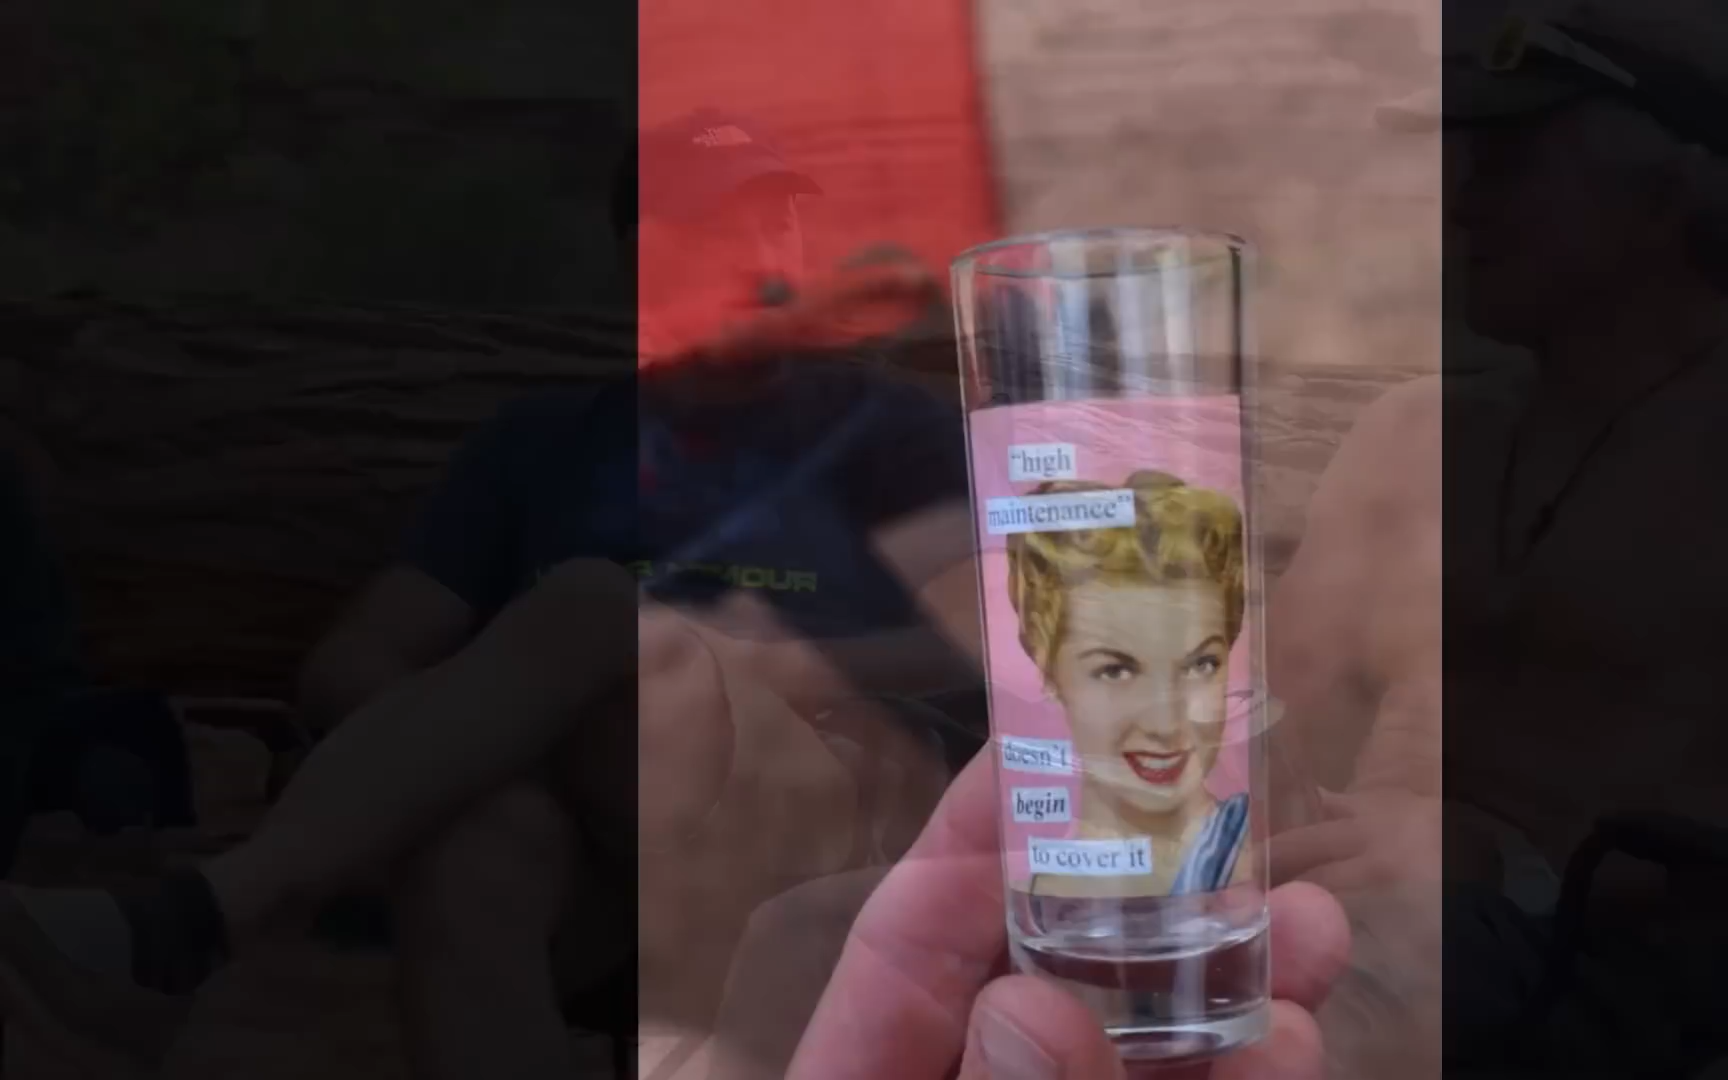 "high
maintenance"
doesn't
begin
to cover it